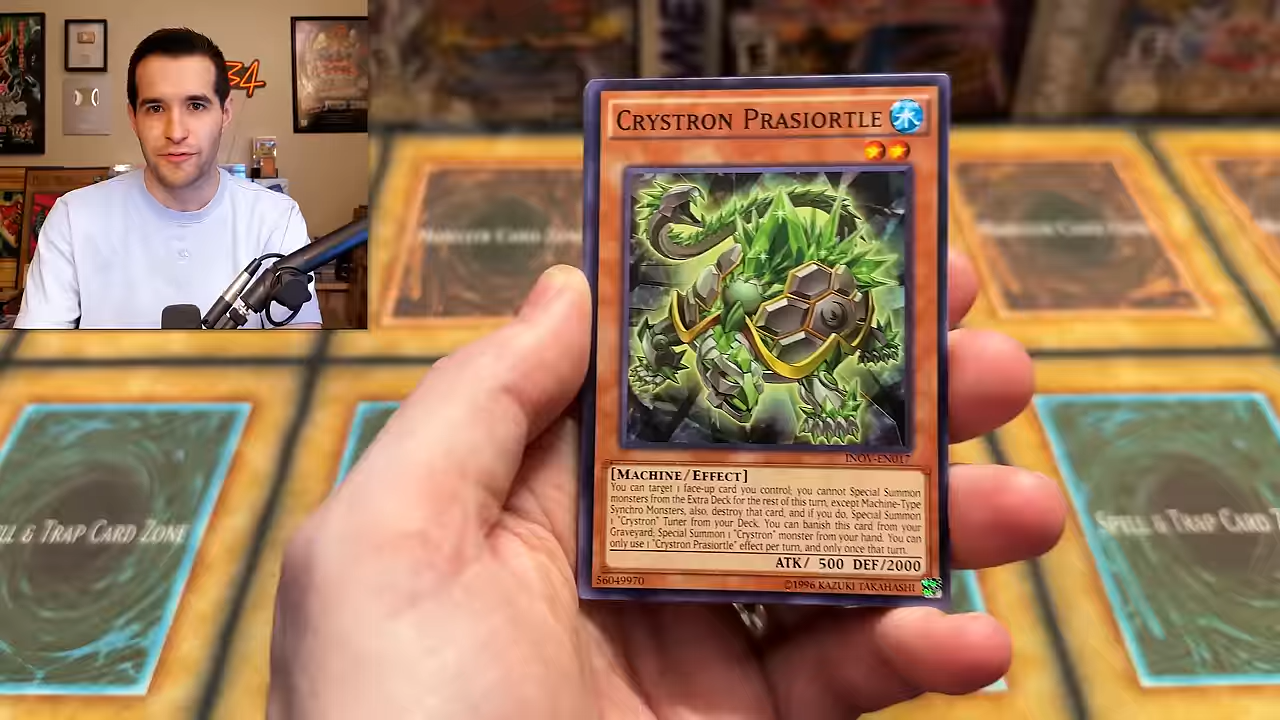 34
CRYSTRON PRASIORTLE
水
INOV-EN017
[MACHINE/EFFECT]
You can target 1 face-up card you control; you cannot Special Summon
monsters from the Extra Deck for the rest of this turn, except Machine-Type
Synchro Monsters, also, destroy that card, and if you do, Special Summon
1 "Crystron" Tuner from your Deck. You can banish this card from your
Graveyard; Special Summon 1 "Crystron" monster from your hand. You can
only use 1 "Crystron Prasiortle" effect per turn, and only once that turn.
ATK/ 500 DEF/2000
56049970
©1996 KAZUKI TAKAHASHI
MONSTER CARD ZON
LL & TRAP CARD ZONE
SPELL & TRAP CARD